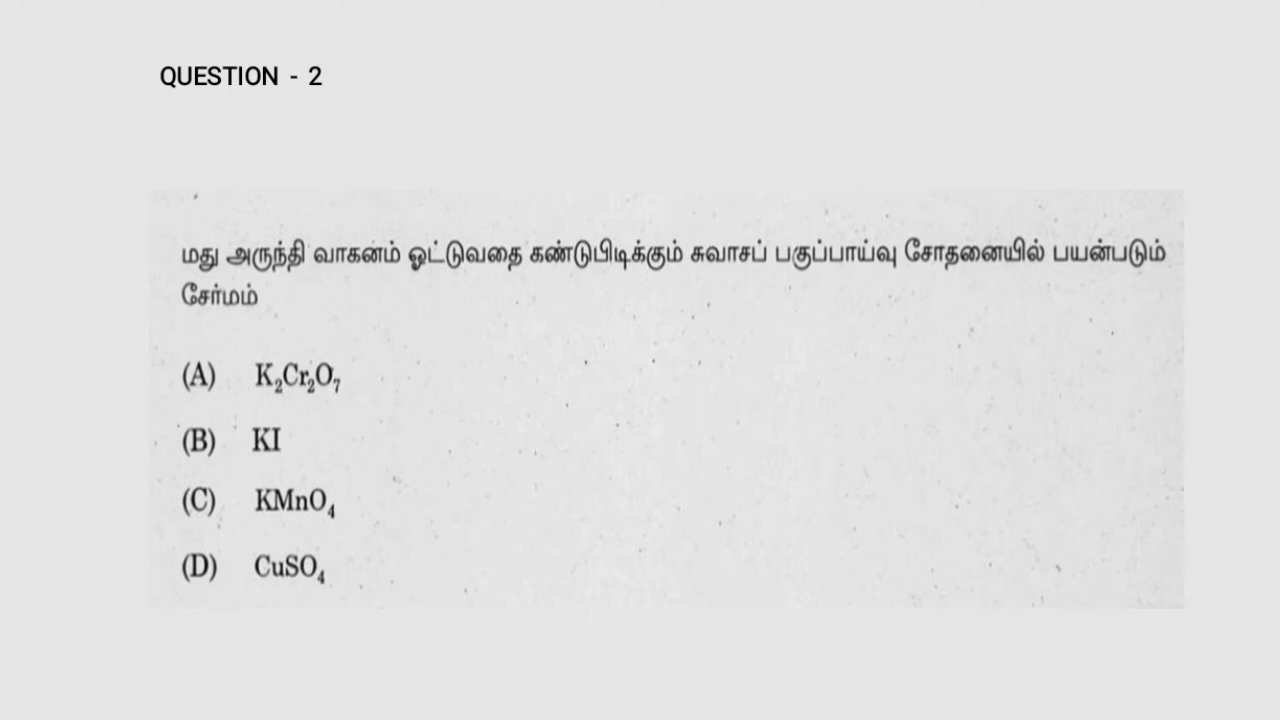 QUESTION - 2
மது அருந்தி வாகனம் ஓட்டுவதை கண்டுபிடிக்கும் சுவாசப் பகுப்பாய்வு சோதனையில் பயன்படும்
சேர்மம்
(A) K₂Cr₂O₇
(B) KI
(C) KMnO₄
(D) CuSO₄